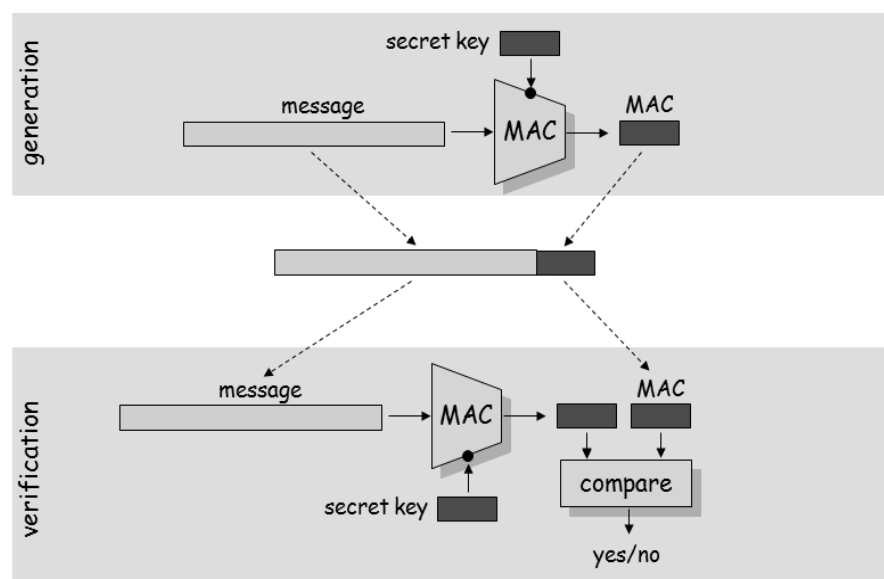 generation
secret key
message
MAC
MAC
verification
message
MAC
MAC
secret key
compare
yes/no